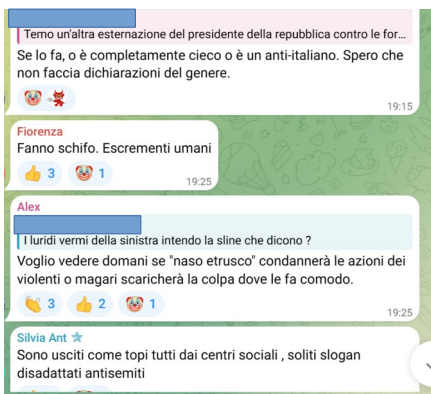 Temo un'altra esternazione del presidente della repubblica contro le for...
Se lo fa, o è completamente cieco o è un anti-italiano. Spero che
non faccia dichiarazioni del genere.
19:15
Fiorenza
Fanno schifo. Escrementi umani
3 1
19:25
Alex
I luridi vermi della sinistra intendo la sline che dicono ?
Voglio vedere domani se "naso etrusco" condannerà le azioni dei
violenti o magari scaricherà la colpa dove le fa comodo.
3 2 1
19:25
Silvia Ant
Sono usciti come topi tutti dai centri sociali , soliti slogan
disadattati antisemiti